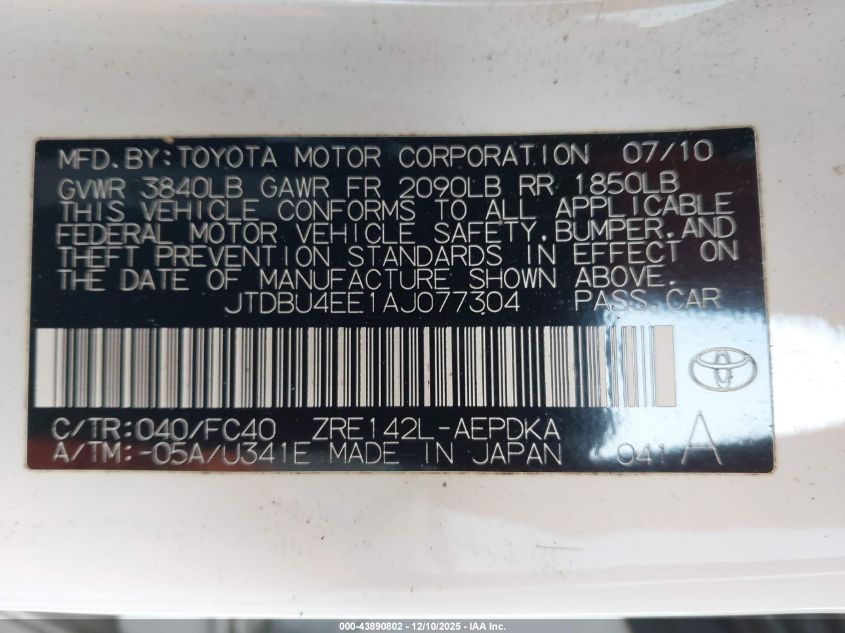 MFD.BY:TOYOTA MOTOR CORPORATION 07/10
GVWR 3840LB GAWR FR 2090LB RR 1850LB
THIS VEHICLE CONFORMS TO ALL APPLICABLE
FEDERAL MOTOR VEHICLE SAFETY,BUMPER,AND
THEFT PREVENTION STANDARDS IN EFFECT ON
THE DATE OF MANUFACTURE SHOWN ABOVE.
JTDBU4EE1AJ077304 PASS.CAR
C/TR:040/FC40 ZRE142L-AEPDKA
A/TM:-05A/U341E MADE IN JAPAN 041 A
000-43890802 - 12/10/2025 - IAA Inc.